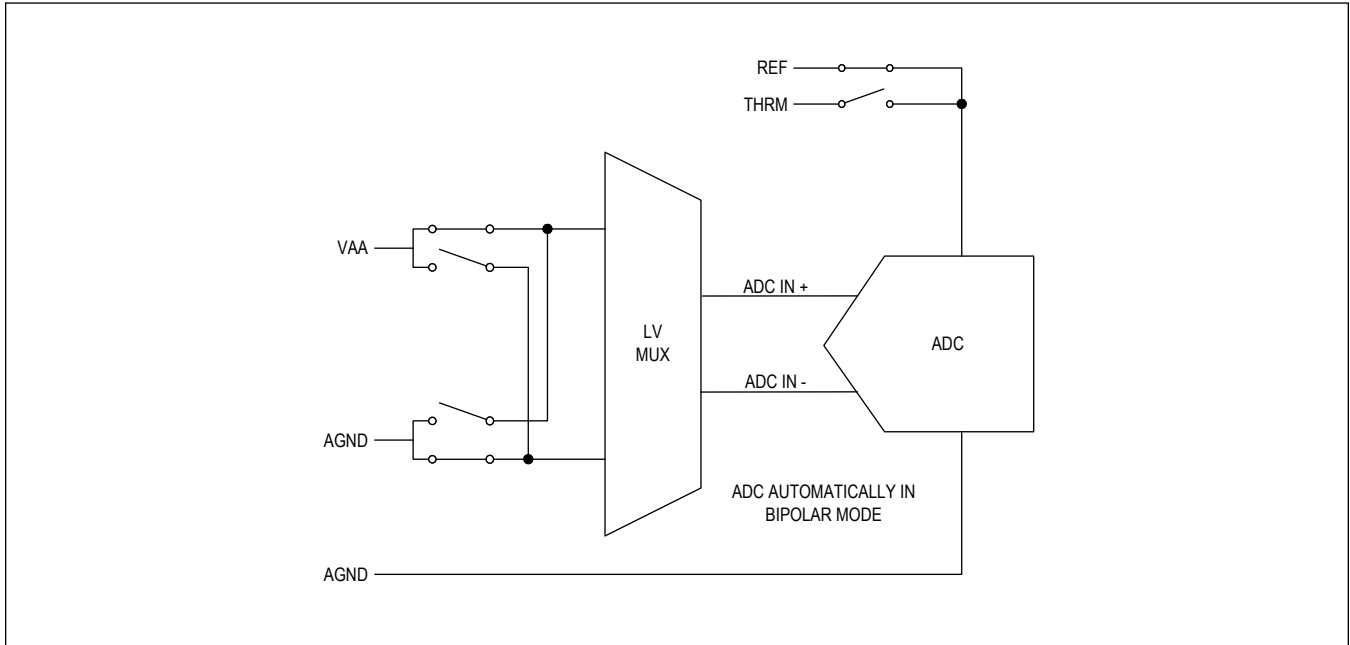 REF
THRM
VAA
ADC IN +
LV
MUX
ADC
ADC IN -
AGND
ADC AUTOMATICALLY IN
BIPOLAR MODE
AGND